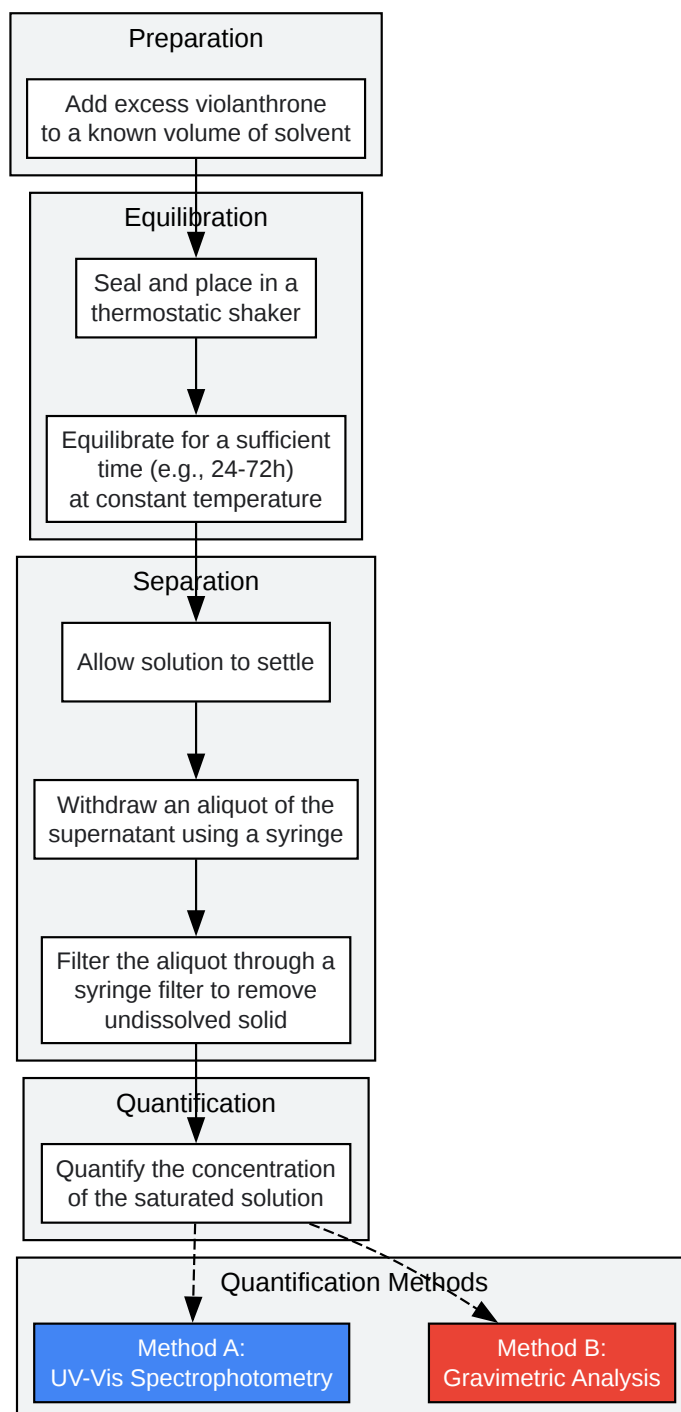 Preparation
Add excess violanthrone
to a known volume of solvent
Equilibration
Seal and place in a
thermostatic shaker
Equilibrate for a sufficient
time (e.g., 24-72h)
at constant temperature
Separation
Allow solution to settle
Withdraw an aliquot of the
supernatant using a syringe
Filter the aliquot through a
syringe filter to remove
undissolved solid
Quantification
Quantify the concentration
of the saturated solution
Quantification Methods
Method A:
UV-Vis Spectrophotometry
Method B:
Gravimetric Analysis